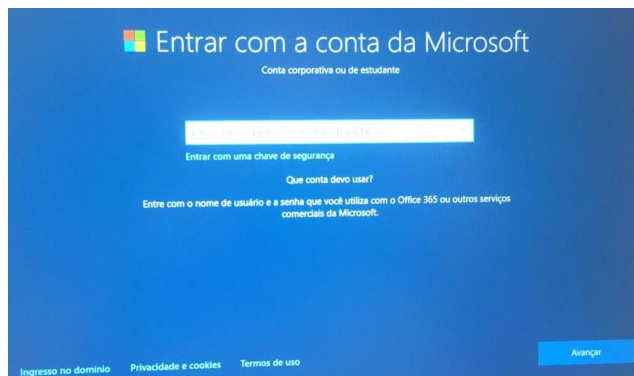 Entrar com a conta da Microsoft
Conta corporativa ou de estudante
Entrar com uma chave de segurança
Que conta devo usar?
Entre com o nome de usuário e a senha que você utiliza com o Office 365 ou outros serviços
comerciais da Microsoft.
Avançar
Ingresso no domínio Privacidade e cookies Termos de uso